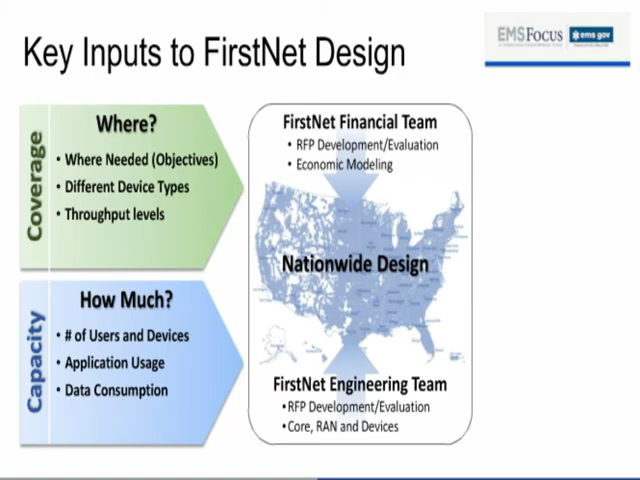 Key Inputs to FirstNet Design
EMSFocus
ems.gov
Coverage
Where?
• Where Needed (Objectives)
• Different Device Types
• Throughput levels
Capacity
How Much?
• # of Users and Devices
• Application Usage
• Data Consumption
FirstNet Financial Team
• RFP Development/Evaluation
• Economic Modeling
Nationwide Design
FirstNet Engineering Team
•RFP Development/Evaluation
•Core, RAN and Devices